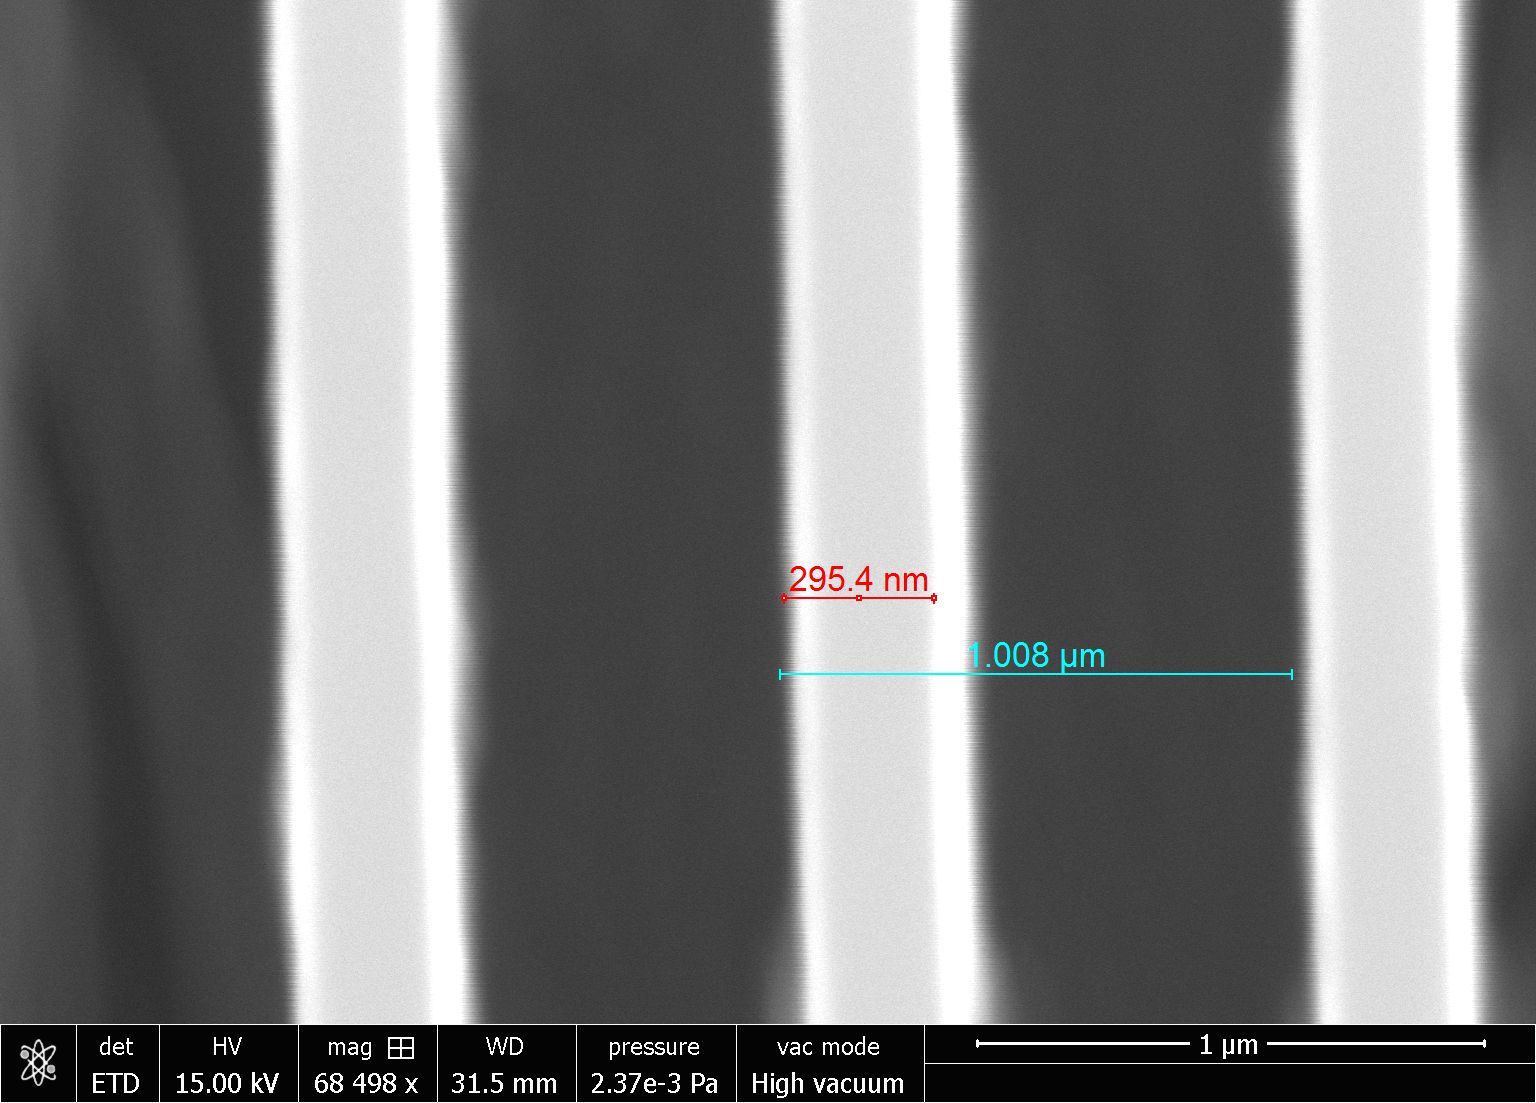 295.4 nm
1.008 µm
det
HV
mag
WD
pressure
vac mode
1 µm
ETD
15.00 kV
68 498 x
31.5 mm
2.37e-3 Pa
High vacuum